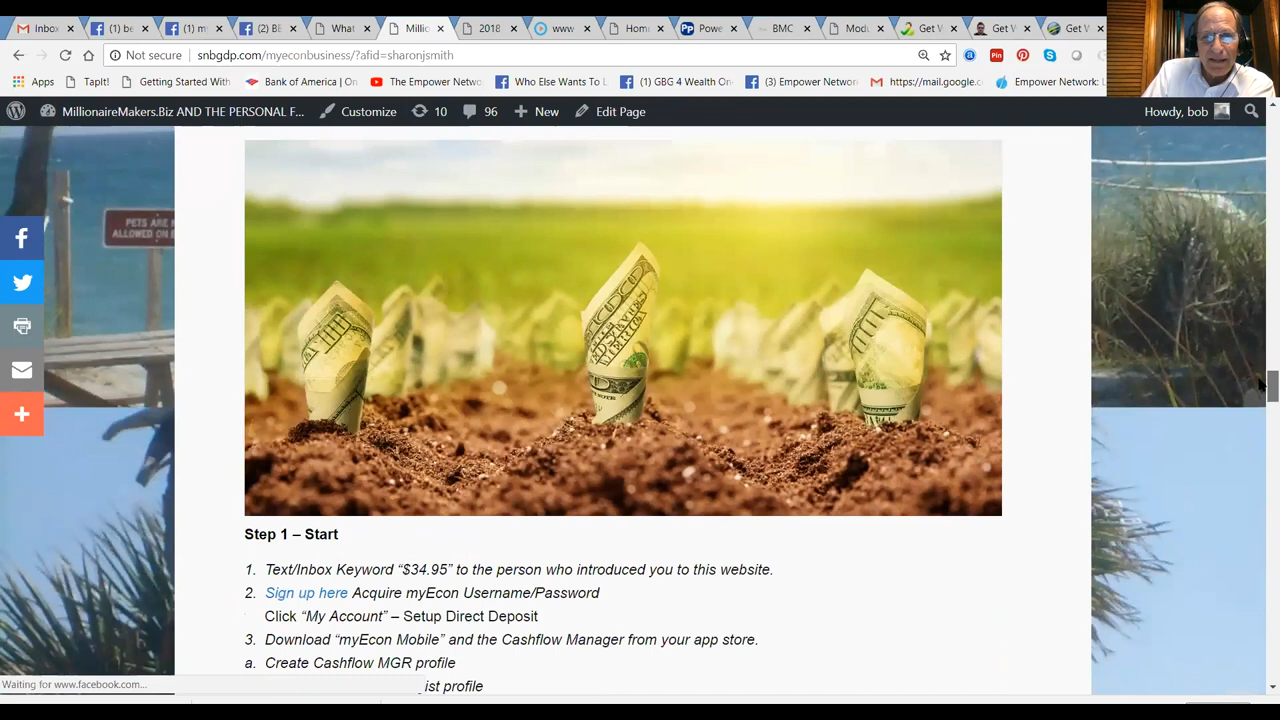 Inbox
(1) be
(1) m
(2) BE
What
Milli
2018
www
Hom
Pp
Powe
BMC
Mod
Get V
Get V
Get V
Not secure
snbgdp.com/myeconbusiness/?afid=sharonjsmith
Apps
TapIt!
Getting Started With
Bank of America | On
The Empower Netwo
Who Else Wants To L
(1) GBG 4 Wealth On
(3) Empower Networ
https://mail.google.c
Empower Network: L
MillionaireMakers.Biz AND THE PERSONAL F...
Customize
10
96
New
Edit Page
Howdy, bob
PETS ARE
ALLOWED ON
Step 1 – Start
1. Text/Inbox Keyword “$34.95” to the person who introduced you to this website.
2. Sign up here Acquire myEcon Username/Password
Click “My Account” – Setup Direct Deposit
3. Download “myEcon Mobile” and the Cashflow Manager from your app store.
a. Create Cashflow MGR profile
ist profile
Waiting for www.facebook.com...